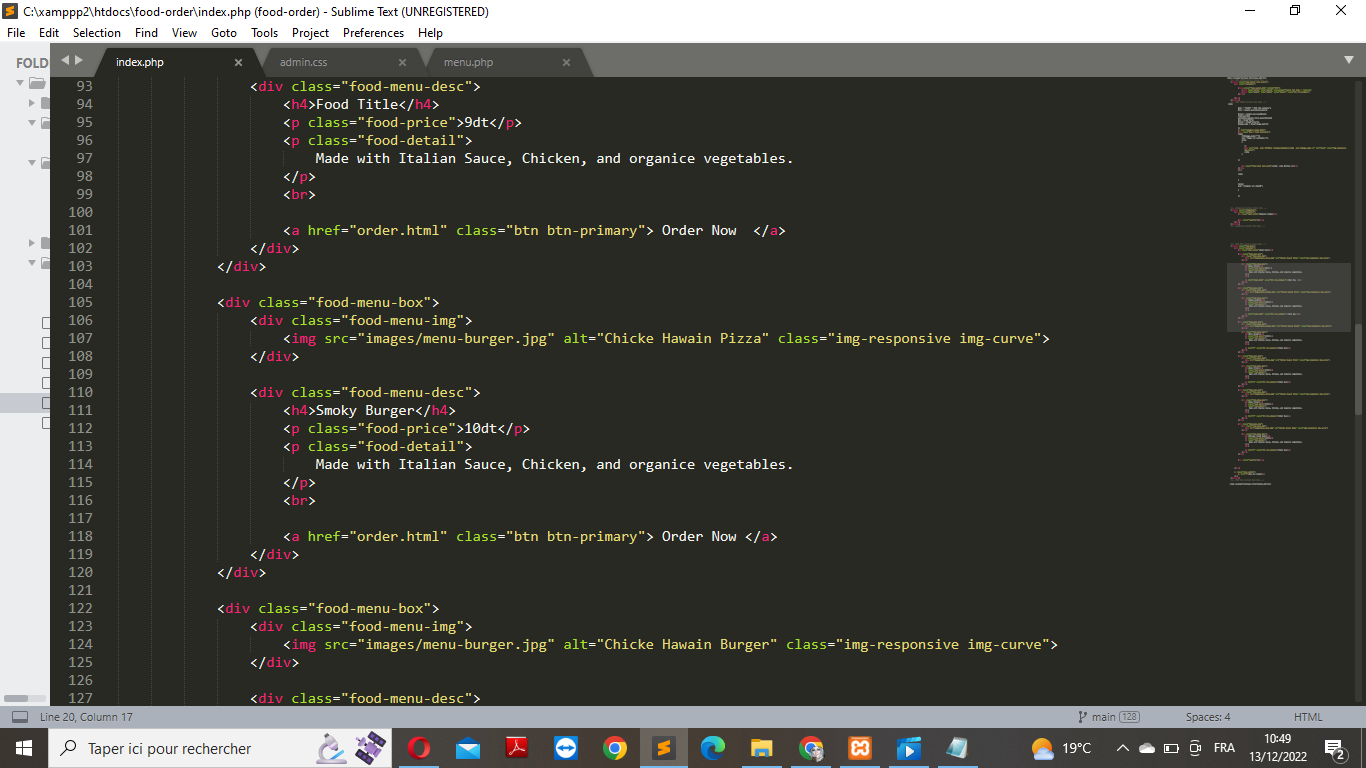 C:\xamppp2\htdocs\food-order\index.php (food-order) - Sublime Text (UNREGISTERED)
File Edit Selection Find View Goto Tools Project Preferences Help
FOLD
index.php × admin.css × menu.php ×
93 <div class="food-menu-desc">
94 <h4>Food Title</h4>
95 <p class="food-price">9dt</p>
96 <p class="food-detail">
97 Made with Italian Sauce, Chicken, and organice vegetables.
98 </p>
99 <br>
100
101 <a href="order.html" class="btn btn-primary"> Order Now  </a>
102 </div>
103 </div>
104
105 <div class="food-menu-box">
106 <div class="food-menu-img">
107 <img src="images/menu-burger.jpg" alt="Chicke Hawain Pizza" class="img-responsive img-curve">
108 </div>
109
110 <div class="food-menu-desc">
111 <h4>Smoky Burger</h4>
112 <p class="food-price">10dt</p>
113 <p class="food-detail">
114 Made with Italian Sauce, Chicken, and organice vegetables.
115 </p>
116 <br>
117
118 <a href="order.html" class="btn btn-primary"> Order Now </a>
119 </div>
120 </div>
121
122 <div class="food-menu-box">
123 <div class="food-menu-img">
124 <img src="images/menu-burger.jpg" alt="Chicke Hawain Burger" class="img-responsive img-curve">
125 </div>
126
127 <div class="food-menu-desc">
Line 20, Column 17 main 128 Spaces: 4 HTML
Taper ici pour rechercher 19°C FRA 10:49
13/12/2022 2